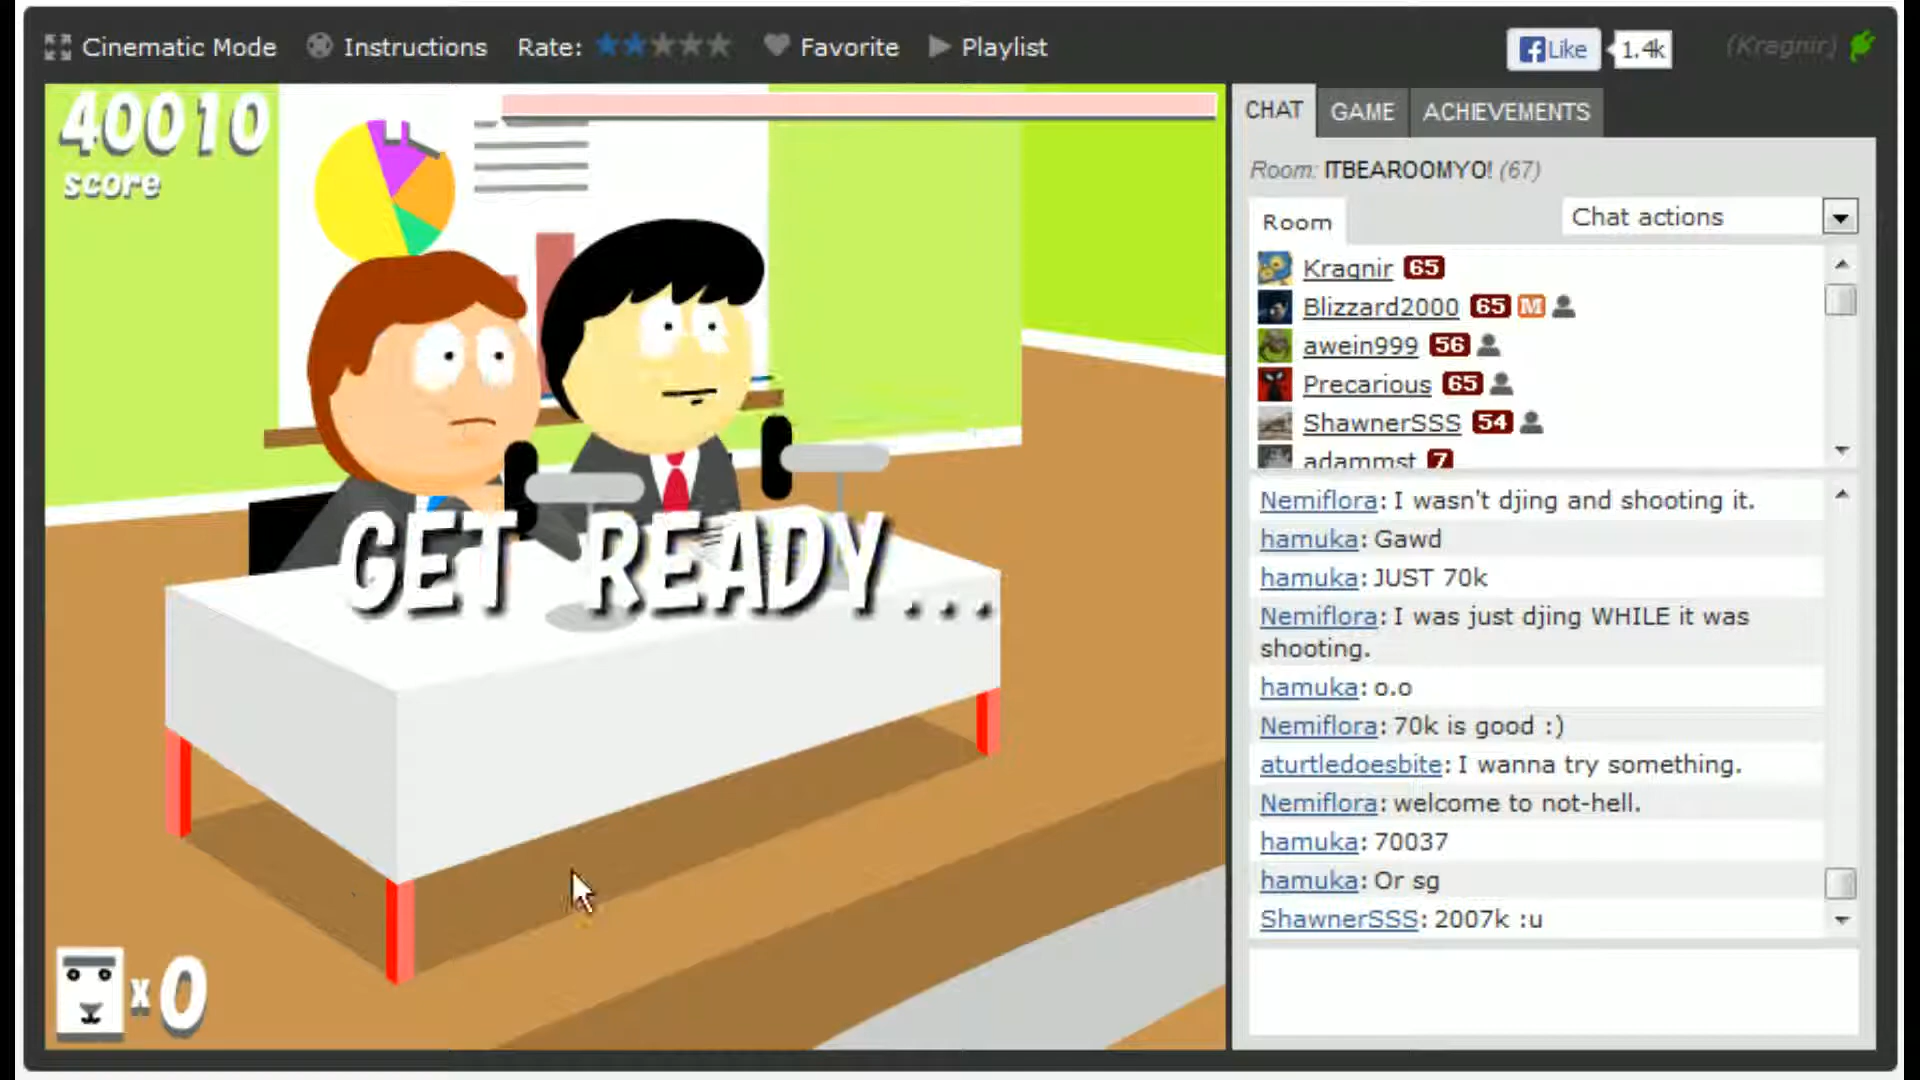 Cinematic Mode Instructions Rate: Favorite Playlist
Like 1.4k (Kragnir)
40010
score
GET READY...
x0
CHAT GAME ACHIEVEMENTS
Room: ITBEAROOMYO! (67)
Room Chat actions
Kragnir 65
Blizzard2000 65 M
awein999 56
Precarious 65
ShawnerSSS 54
adammst 7
Nemiflora: I wasn't djing and shooting it.
hamuka: Gawd
hamuka: JUST 70k
Nemiflora: I was just djing WHILE it was
shooting.
hamuka: o.o
Nemiflora: 70k is good :)
aturtledoesbite: I wanna try something.
Nemiflora: welcome to not-hell.
hamuka: 70037
hamuka: Or sg
ShawnerSSS: 2007k :u